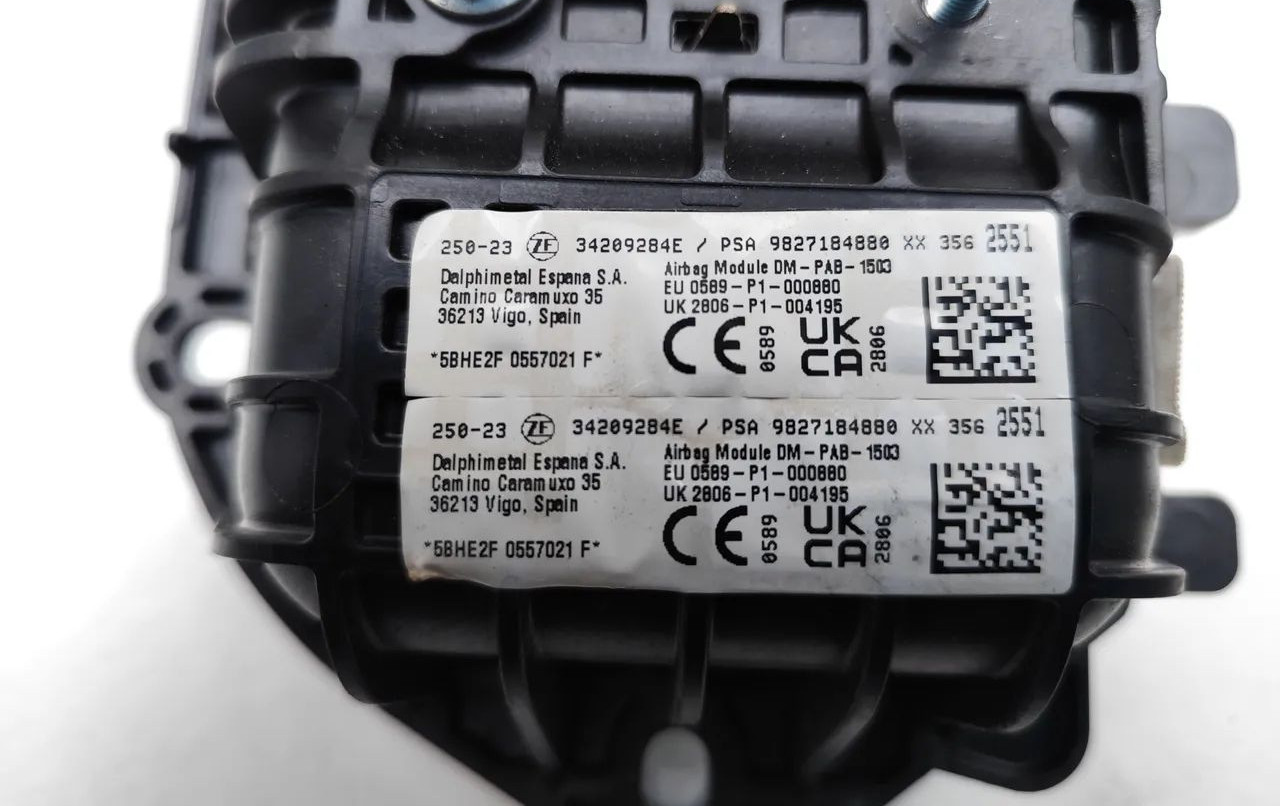 250-23 ZF 34209284E / PSA 9827184880 XX 356 2551
Dalphimetal Espana S.A.
Camino Caramuxo 35
36213 Vigo, Spain
*5BHE2F 0557021 F*
Airbag Module DM-PAB-1503
EU 0589-P1-000880
UK 2806-P1-004195
CE 0589 UK CA 2806
250-23 ZF 34209284E / PSA 9827184880 XX 356 2551
Dalphimetal Espana S.A.
Camino Caramuxo 35
36213 Vigo, Spain
*5BHE2F 0557021 F*
Airbag Module DM-PAB-1503
EU 0589-P1-000880
UK 2806-P1-004195
CE 0589 UK CA 2806